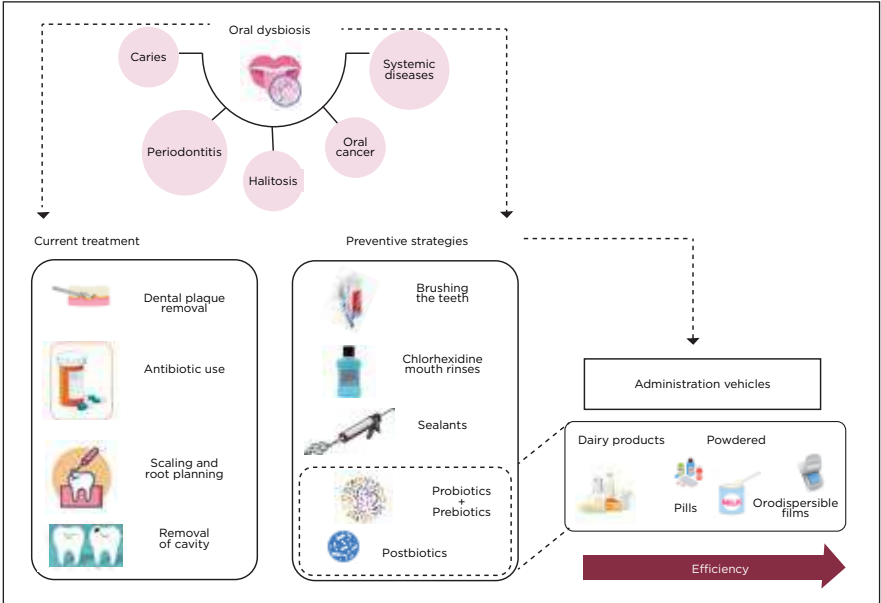 Oral dysbiosis
Caries
Systemic
diseases
Periodontitis
Oral
cancer
Halitosis
Current treatment
Preventive strategies
Dental plaque
removal
Antibiotic use
Scaling and
root planning
Removal
of cavity
Brushing
the teeth
Chlorhexidine
mouth rinses
Sealants
Probiotics
+
Prebiotics
Postbiotics
Administration vehicles
Dairy products
Powdered
Pills
MILK
Orodispersible
films
Efficiency